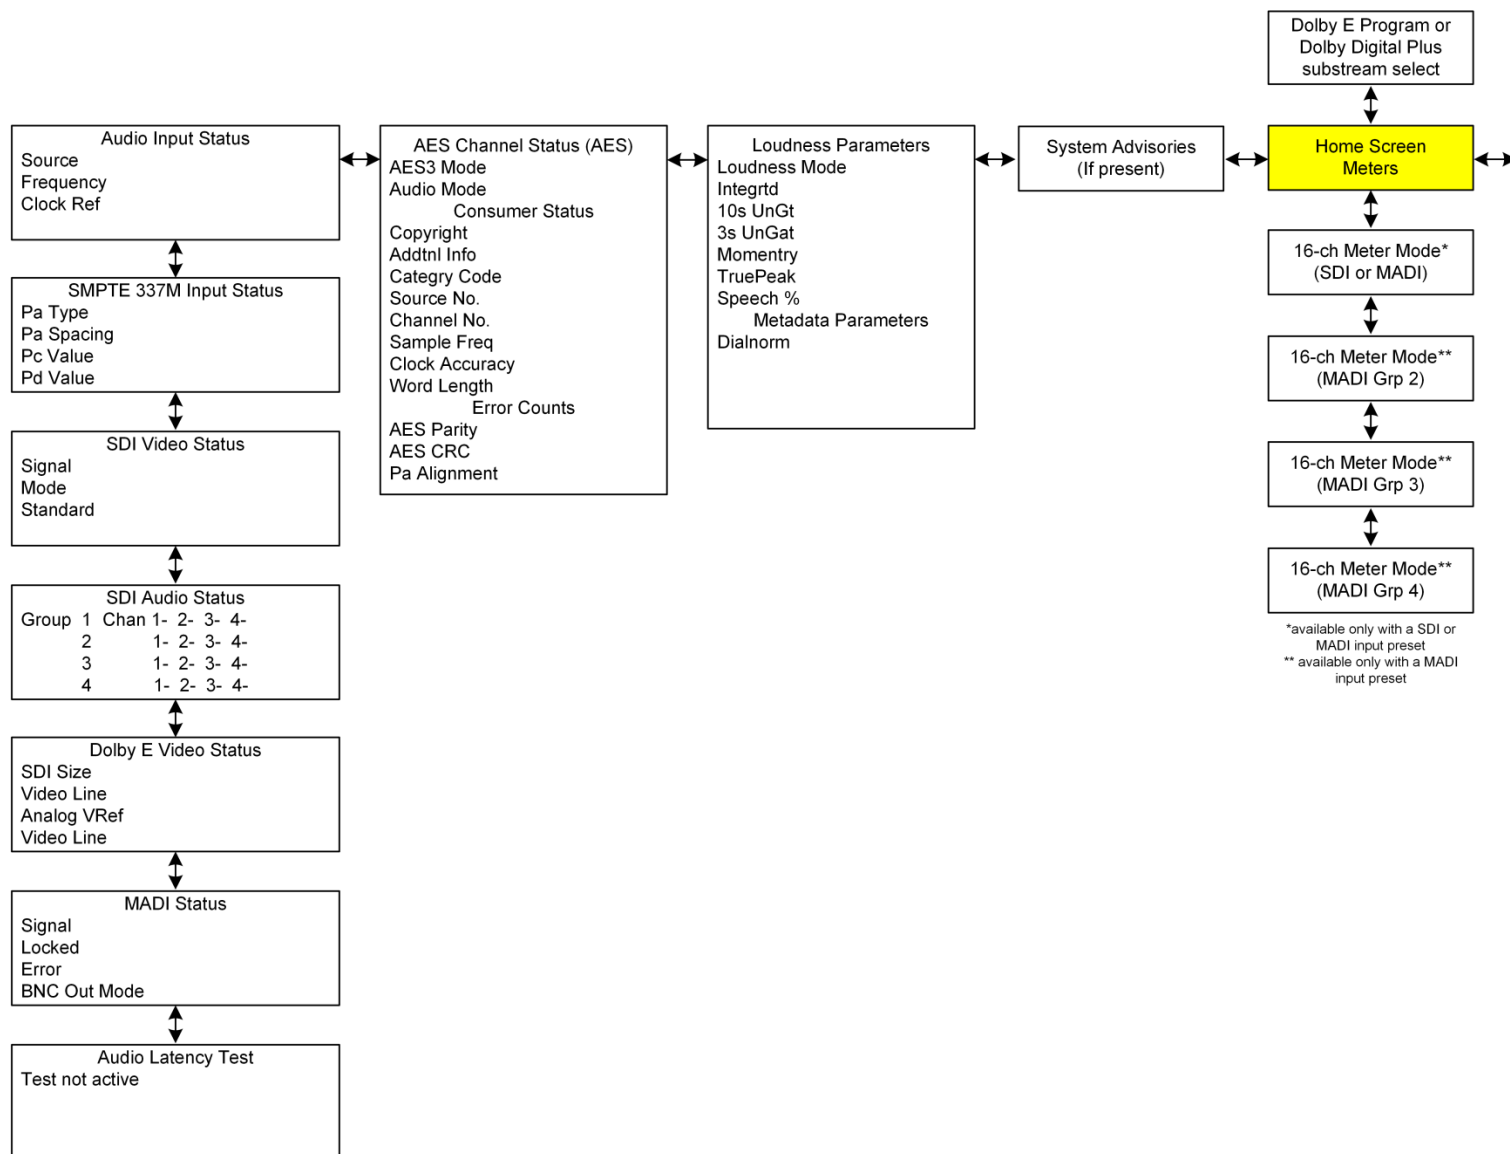 Dolby E Program or
Dolby Digital Plus
substream select
Audio Input Status
Source
Frequency
Clock Ref
SMPTE 337M Input Status
Pa Type
Pa Spacing
Pc Value
Pd Value
SDI Video Status
Signal
Mode
Standard
SDI Audio Status
Group 1 Chan 1- 2- 3- 4-
2 1- 2- 3- 4-
3 1- 2- 3- 4-
4 1- 2- 3- 4-
Dolby E Video Status
SDI Size
Video Line
Analog VRef
Video Line
MADI Status
Signal
Locked
Error
BNC Out Mode
Audio Latency Test
Test not active
AES Channel Status (AES)
AES3 Mode
Audio Mode
Consumer Status
Copyright
Addtnl Info
Categry Code
Source No.
Channel No.
Sample Freq
Clock Accuracy
Word Length
Error Counts
AES Parity
AES CRC
Pa Alignment
Loudness Parameters
Loudness Mode
Integrtd
10s UnGt
3s UnGat
Momentry
TruePeak
Speech %
Metadata Parameters
Dialnorm
System Advisories
(If present)
Home Screen
Meters
16-ch Meter Mode*
(SDI or MADI)
16-ch Meter Mode**
(MADI Grp 2)
16-ch Meter Mode**
(MADI Grp 3)
16-ch Meter Mode**
(MADI Grp 4)
*available only with a SDI or
MADI input preset
** available only with a MADI
input preset